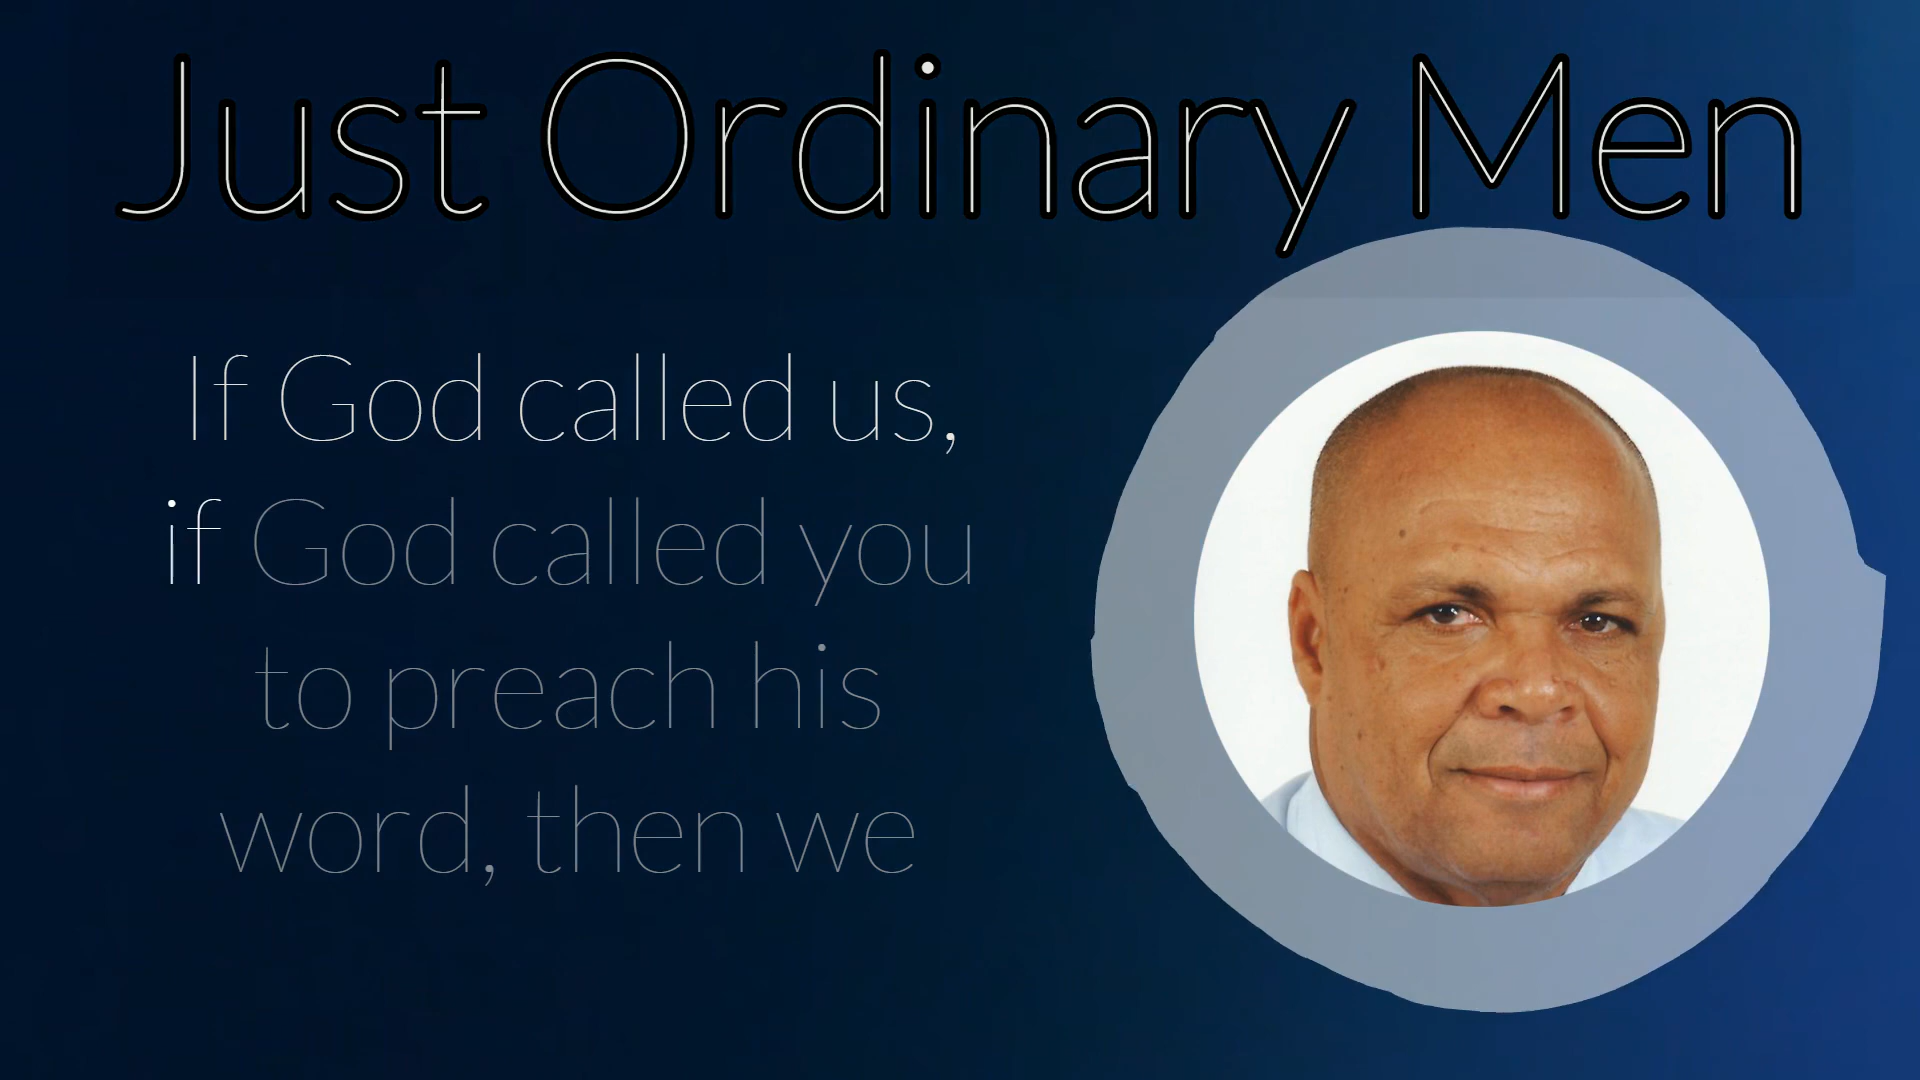 Just Ordinary Men
If God called us,
if God called you
to preach his
word, then we